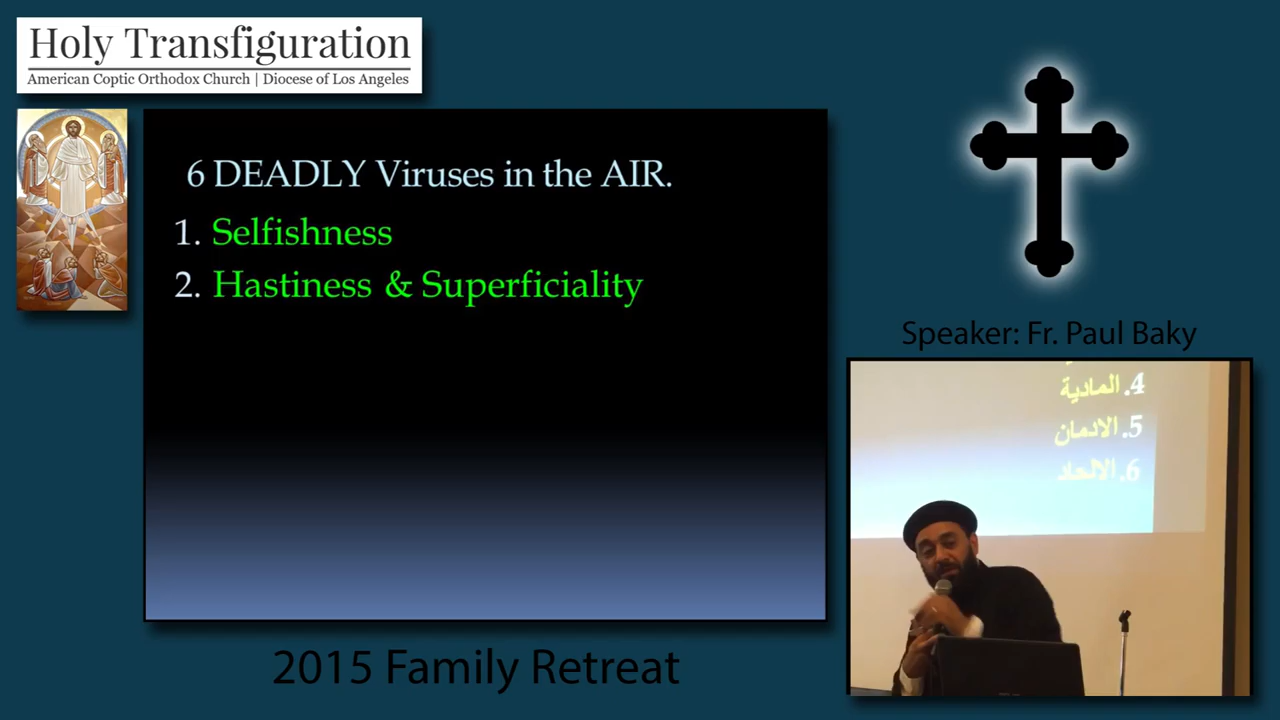 Holy Transfiguration
American Coptic Orthodox Church | Diocese of Los Angeles
6 DEADLY Viruses in the AIR.
1. Selfishness
2. Hastiness & Superficiality
Speaker: Fr. Paul Baky
4. المادية
5. الادمان
6. الالحاد
2015 Family Retreat